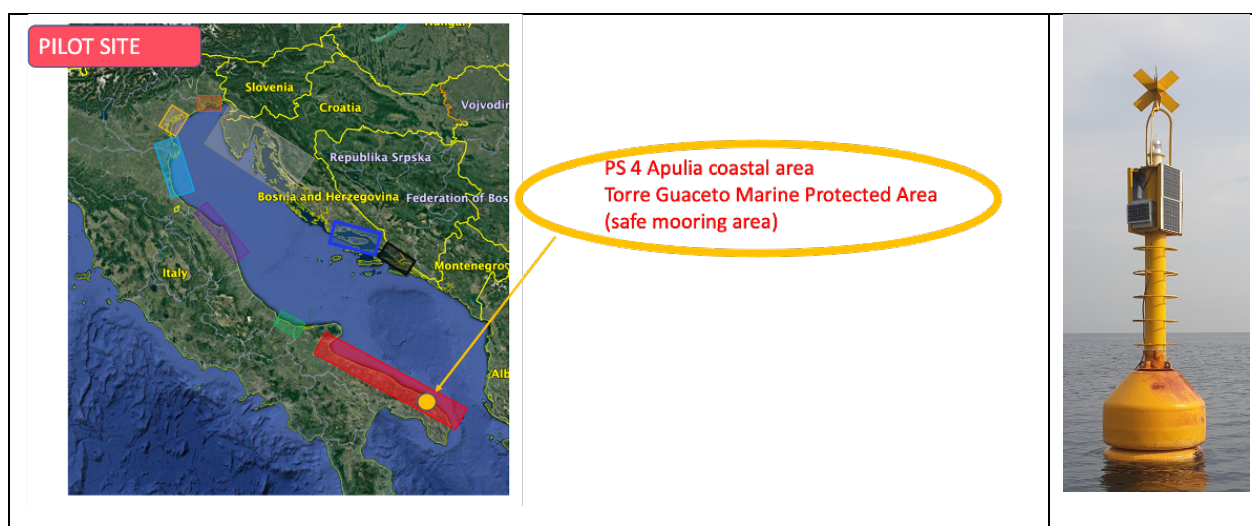 PILOT SITE
Slovenia
Croatia
Vojvodin
Republika Srpska
Bosnia and Herzegovina
Federation of Bos
Montenegro
Italy
Alb
PS 4 Apulia coastal area
Torre Guaceto Marine Protected Area
(safe mooring area)